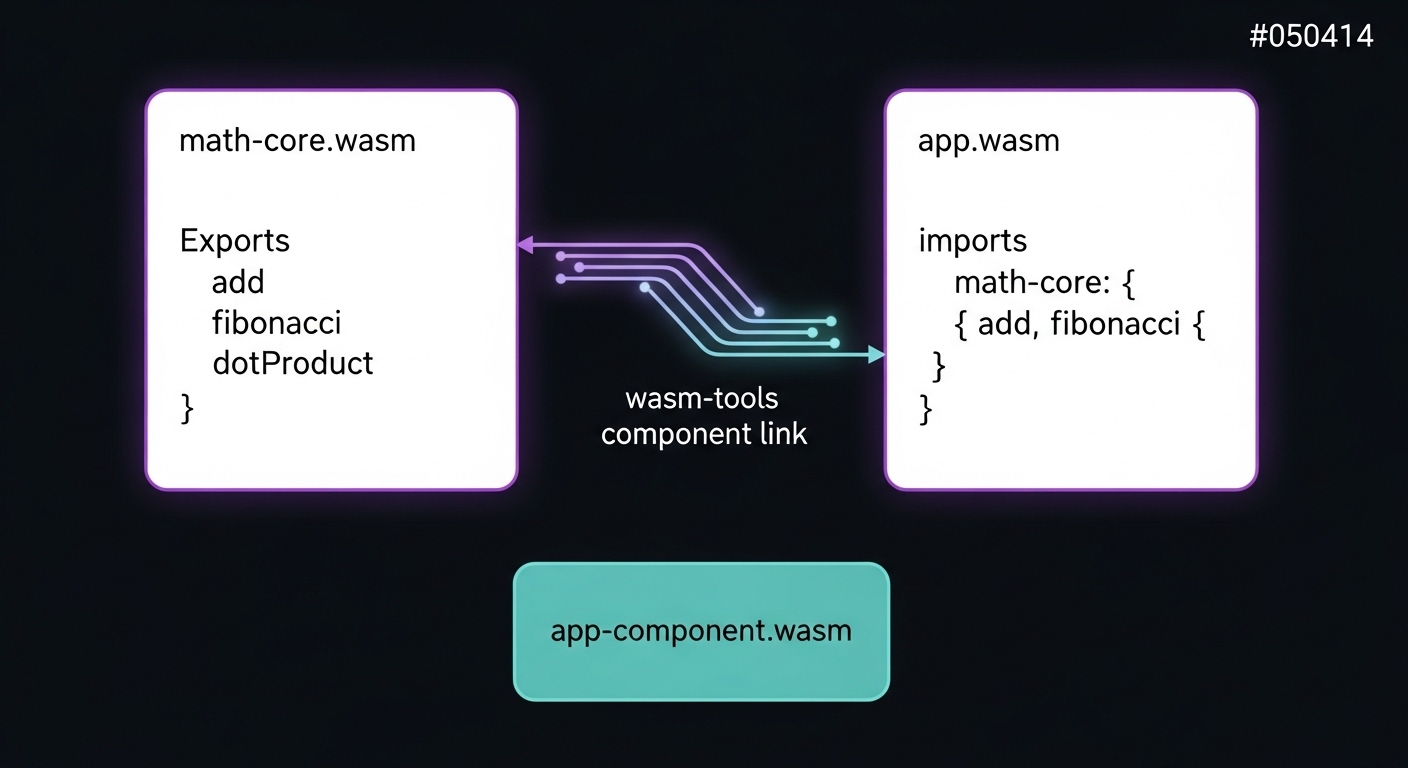 #050414
math-core.wasm
Exports
add
fibonacci
dotProduct
}
wasm-tools
component link
app.wasm
imports
math-core: {
{ add, fibonacci {
}
}
app-component.wasm